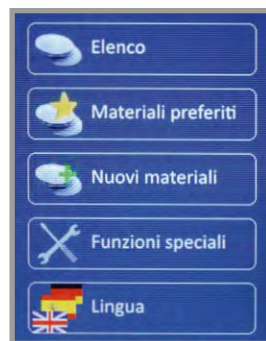 Elenco
Materiali preferiti
Nuovi materiali
Funzioni speciali
Lingua